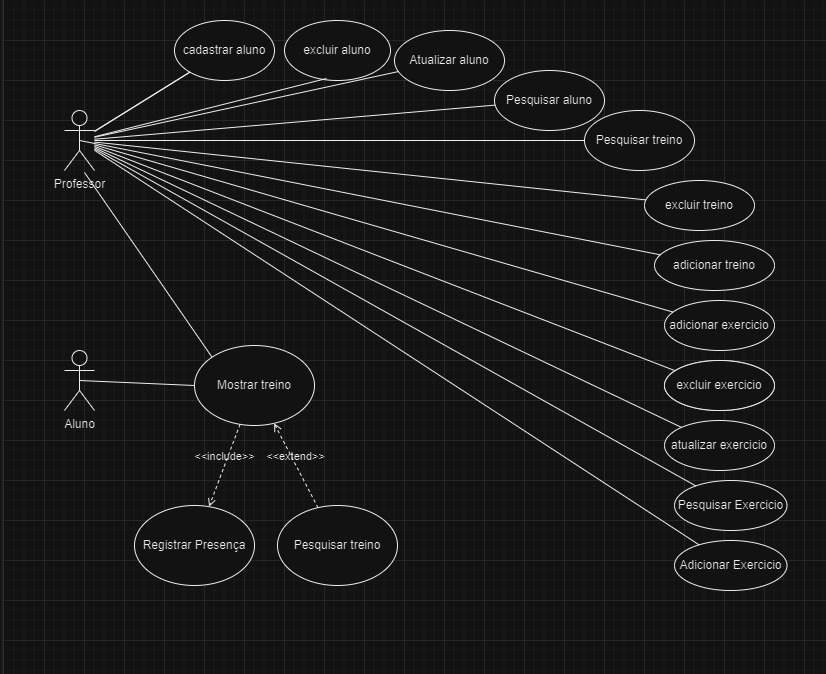 cadastrar aluno
excluir aluno
Atualizar aluno
Pesquisar aluno
Pesquisar treino
Professor
excluir treino
adicionar treino
adicionar exercicio
Mostrar treino
excluir exercicio
Aluno
atualizar exercicio
<<include>>
<<extend>>
Pesquisar Exercicio
Registrar Presença
Pesquisar treino
Adicionar Exercicio